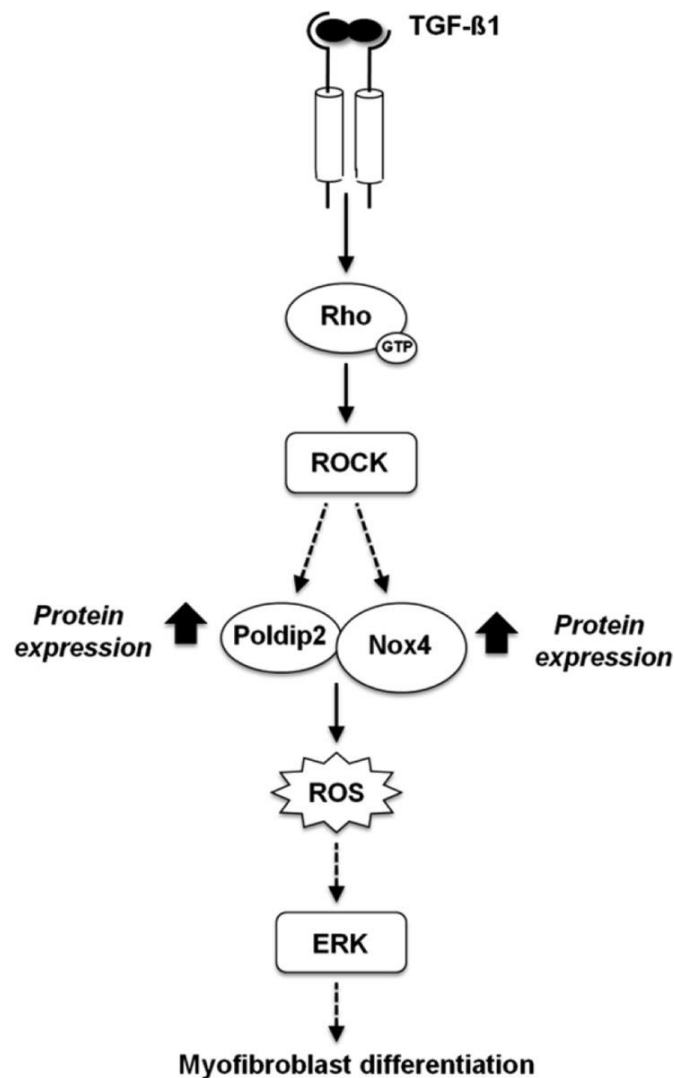 TGF-ß1
Rho
GTP
ROCK
Protein
expression
Poldip2
Nox4
Protein
expression
ROS
ERK
Myofibroblast differentiation